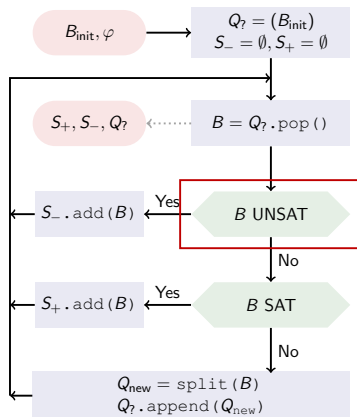 B_init, φ
Q_? = (B_init)
S_− = ∅, S_+ = ∅
S_+, S_−, Q_?
B = Q_?.pop()
S_−.add(B)
Yes
B UNSAT
No
S_+.add(B)
Yes
B SAT
No
Q_new = split(B)
Q_?.append(Q_new)